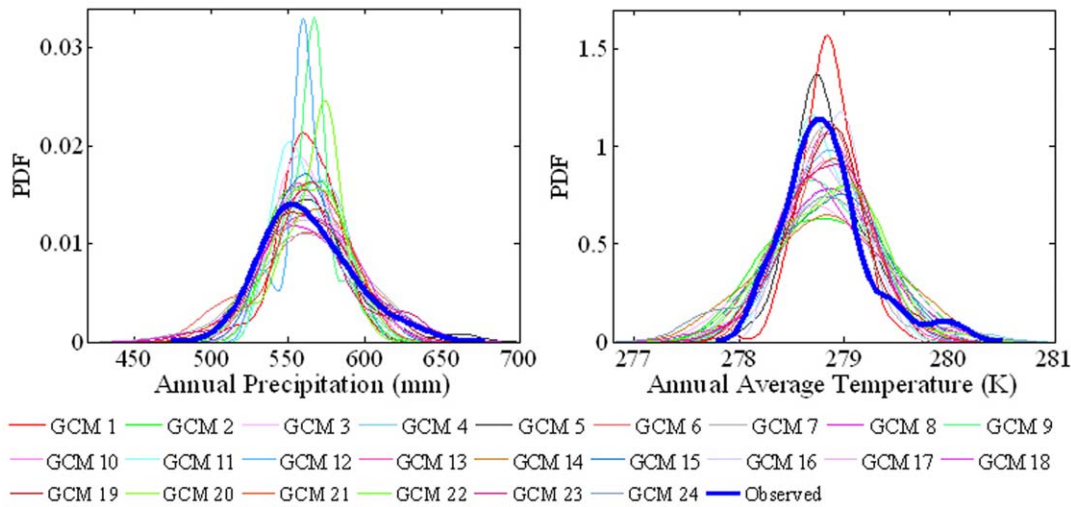 PDF
0.03
0.02
0.01
0
450 500 550 600 650 700
Annual Precipitation (mm)
PDF
1.5
1
0.5
0
277 278 279 280 281
Annual Average Temperature (K)
GCM 1 GCM 2 GCM 3 GCM 4 GCM 5 GCM 6 GCM 7 GCM 8 GCM 9
GCM 10 GCM 11 GCM 12 GCM 13 GCM 14 GCM 15 GCM 16 GCM 17 GCM 18
GCM 19 GCM 20 GCM 21 GCM 22 GCM 23 GCM 24 Observed